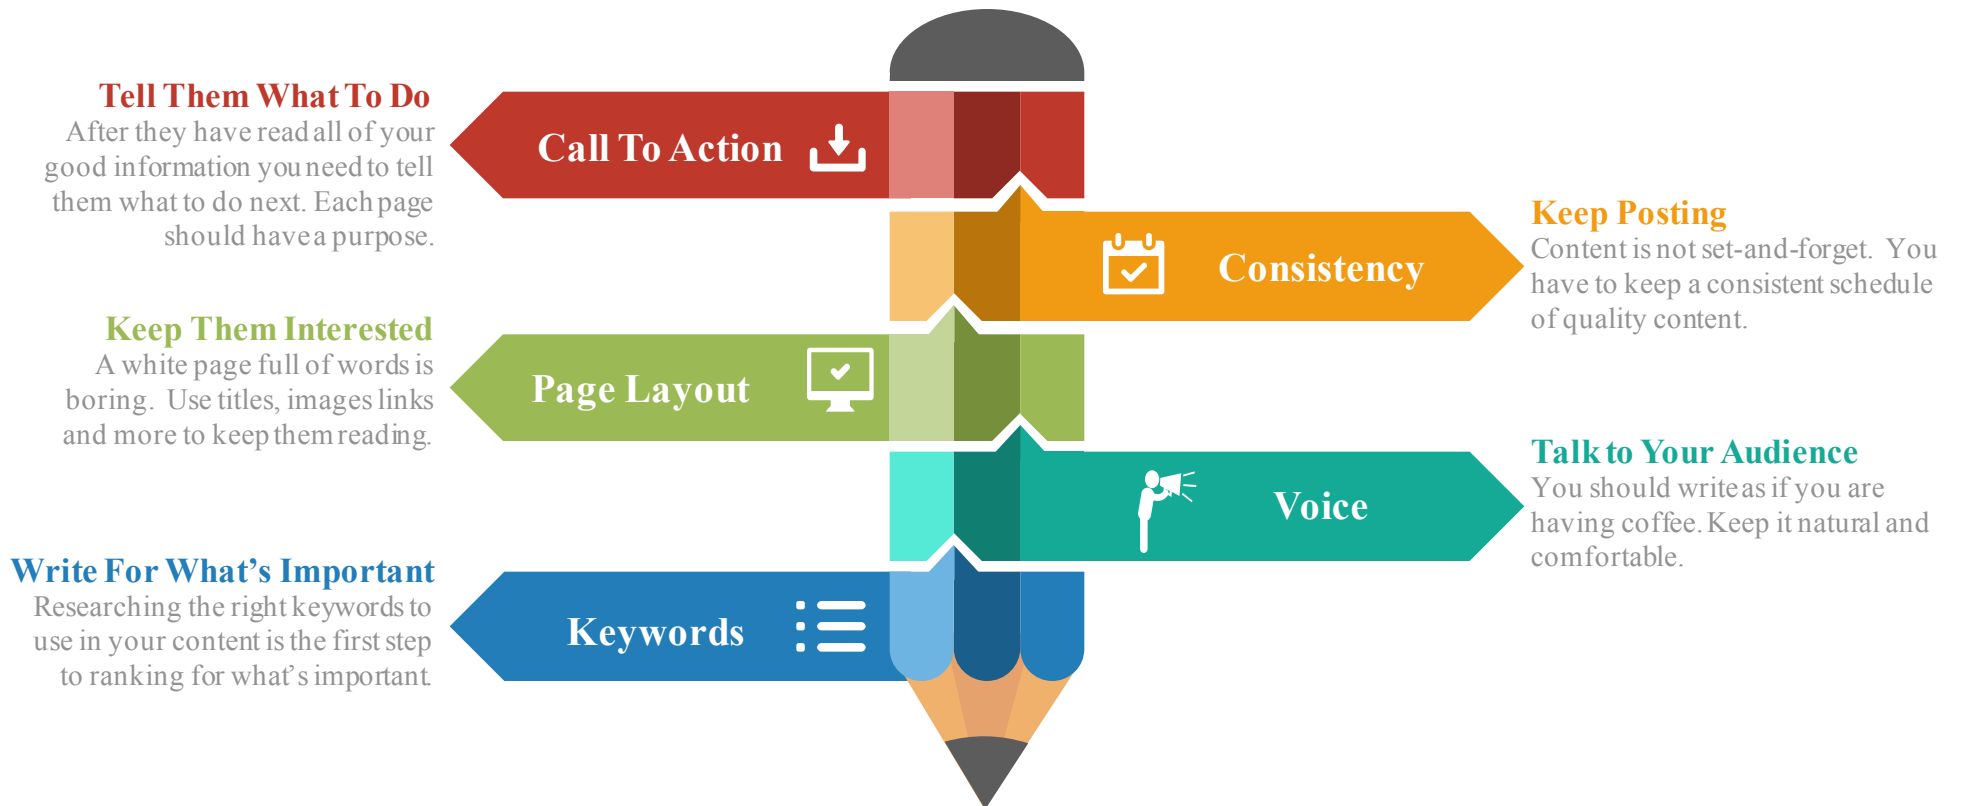 Tell Them What To Do
After they have read all of your
good information you need to tell
them what to do next. Each page
should have a purpose.
Call To Action
Keep Posting
Content is not set-and-forget.  You
have to keep a consistent schedule
of quality content.
Consistency
Keep Them Interested
A white page full of words is
boring.  Use titles, images links
and more to keep them reading.
Page Layout
Talk to Your Audience
You should write as if you are
having coffee. Keep it natural and
comfortable.
Voice
Write For What’s Important
Researching the right keywords to
use in your content is the first step
to ranking for what’s important.
Keywords